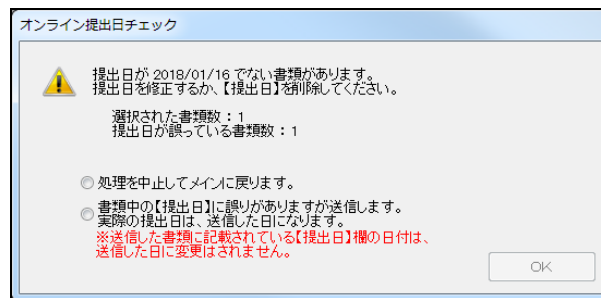 オンライン提出日チェック
提出日が 2018/01/16 でない書類があります。
提出日を修正するか、【提出日】を削除してください。
選択された書類数：1
提出日が誤っている書類数：1
処理を中止してメインに戻ります。
書類中の【提出日】に誤りがありますが送信します。
実際の提出日は、送信した日になります。
※送信した書類に記載されている【提出日】欄の日付は、
送信した日に変更はされません。
OK